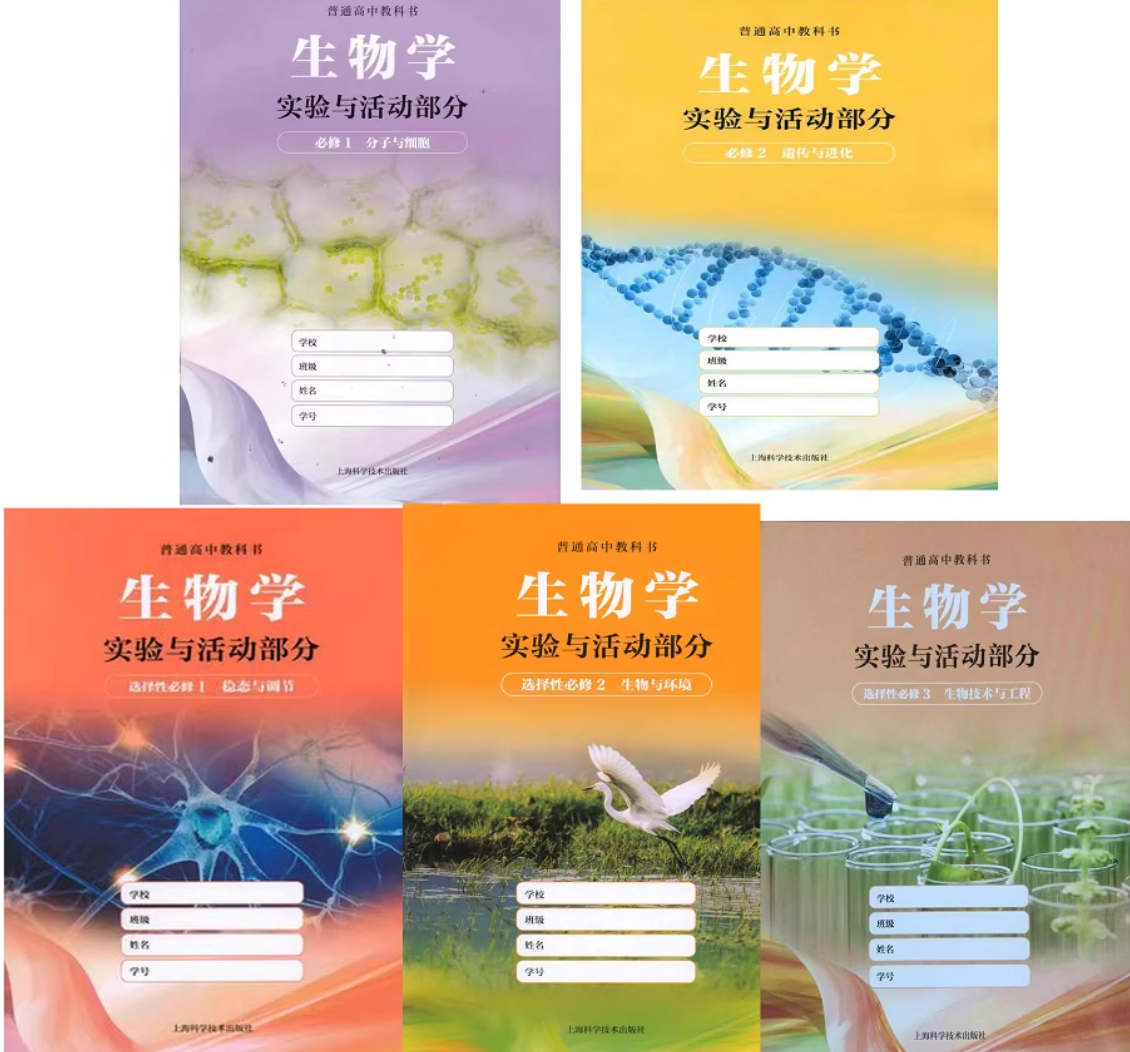 普通高中教科书
生物学
实验与活动部分
必修 1 分子与细胞
学校
班级
姓名
学号
上海科学技术出版社
普通高中教科书
生物学
实验与活动部分
必修 2 遗传与进化
学校
班级
姓名
学号
上海科学技术出版社
普通高中教科书
生物学
实验与活动部分
选择性必修 1 稳态与调节
学校
班级
姓名
学号
上海科学技术出版社
普通高中教科书
生物学
实验与活动部分
选择性必修 2 生物与环境
学校
班级
姓名
学号
上海科学技术出版社
普通高中教科书
生物学
实验与活动部分
选择性必修 3 生物技术与工程
学校
班级
姓名
学号
上海科学技术出版社